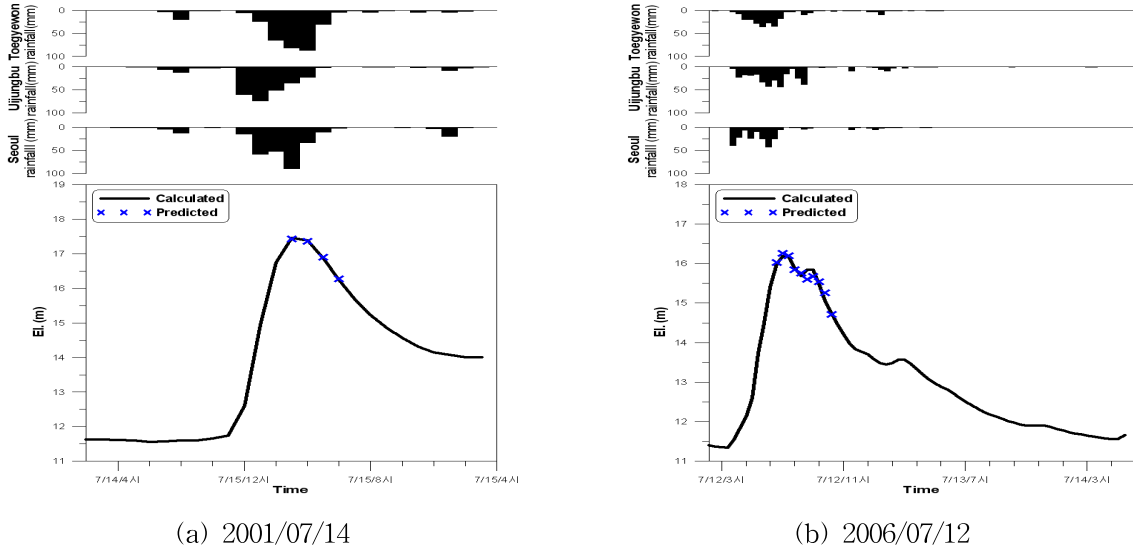 Toegyewon
rainfall(mm)
0
50
100
Uijungbu
rainfall(mm)
0
50
100
Seoul
rainfall (mm)
0
50
100
19
18
17
16
15
14
13
12
11
El. (m)
Calculated
Predicted
7/14/4시
7/15/12시
7/15/8시
7/15/4시
Time
(a) 2001/07/14
Toegyewon
rainfall(mm)
0
50
100
Uijungbu
rainfall(mm)
0
50
100
Seoul
rainfall (mm)
0
50
100
18
17
16
15
14
13
12
11
El. (m)
Calculated
Predicted
7/12/3시
7/12/11시
7/13/7시
7/14/3시
Time
(b) 2006/07/12